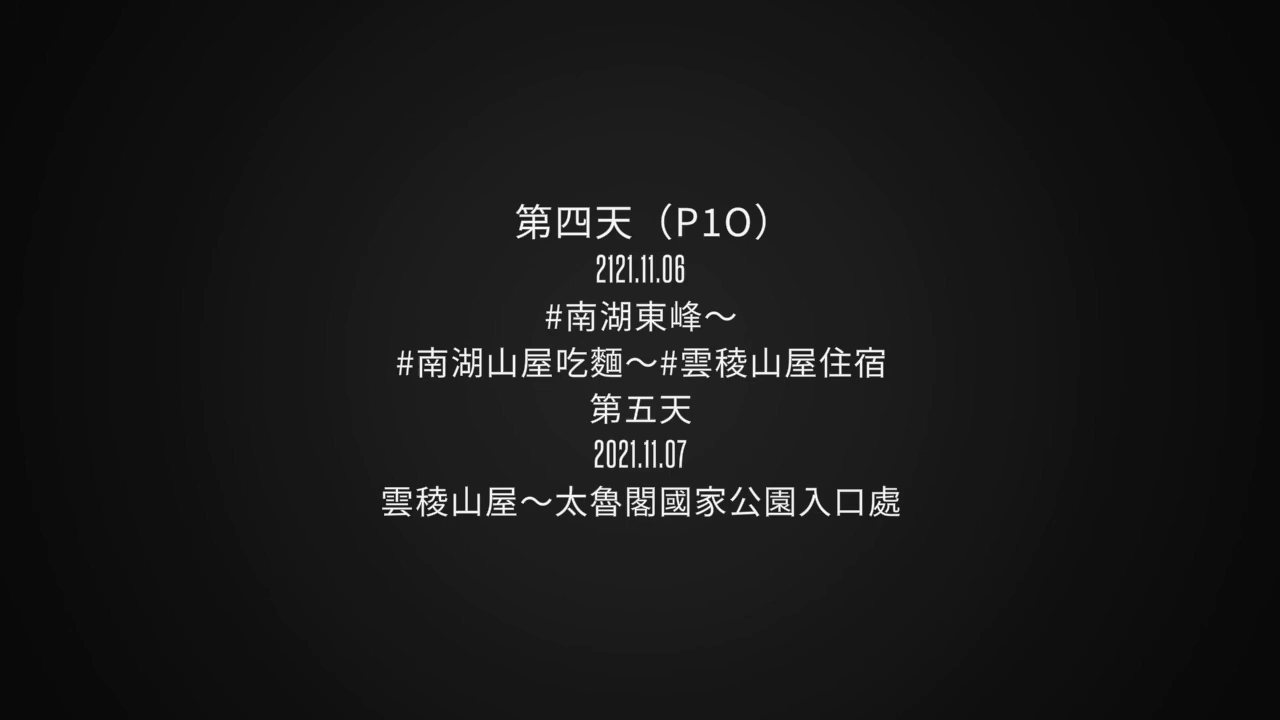 第四天（P1O）
2121.11.06
#南湖東峰～
#南湖山屋吃麵～#雲稜山屋住宿
第五天
2021.11.07
雲稜山屋～太魯閣國家公園入口處